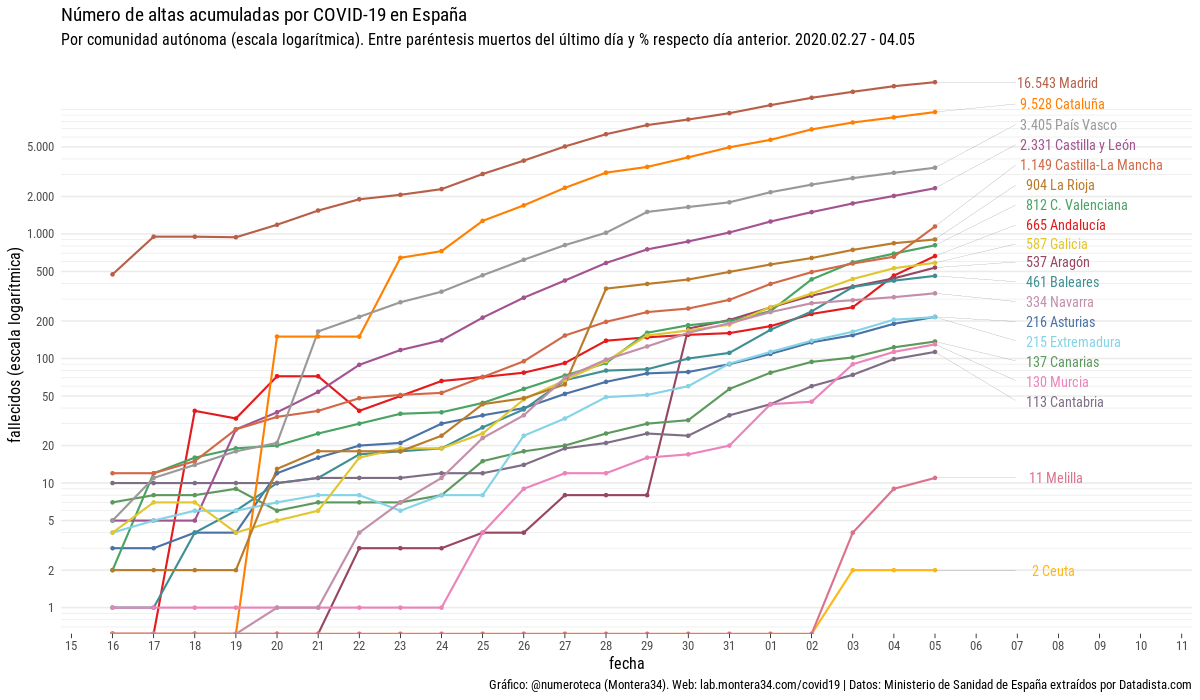 Número de altas acumuladas por COVID-19 en España
Por comunidad autónoma (escala logarítmica). Entre paréntesis muertos del último día y % respecto día anterior. 2020.02.27 - 04.05
fallecidos (escala logarítmica)
5.000
2.000
1.000
500
200
100
50
20
10
5
2
1
16.543 Madrid
9.528 Cataluña
3.405 País Vasco
2.331 Castilla y León
1.149 Castilla-La Mancha
904 La Rioja
812 C. Valenciana
665 Andalucía
587 Galicia
537 Aragón
461 Baleares
334 Navarra
216 Asturias
215 Extremadura
137 Canarias
130 Murcia
113 Cantabria
11 Melilla
2 Ceuta
15 16 17 18 19 20 21 22 23 24 25 26 27 28 29 30 31 01 02 03 04 05 06 07 08 09 10 11
fecha
Gráfico: @numeroteca (Montera34). Web: lab.montera34.com/covid19 | Datos: Ministerio de Sanidad de España extraídos por Datadista.com